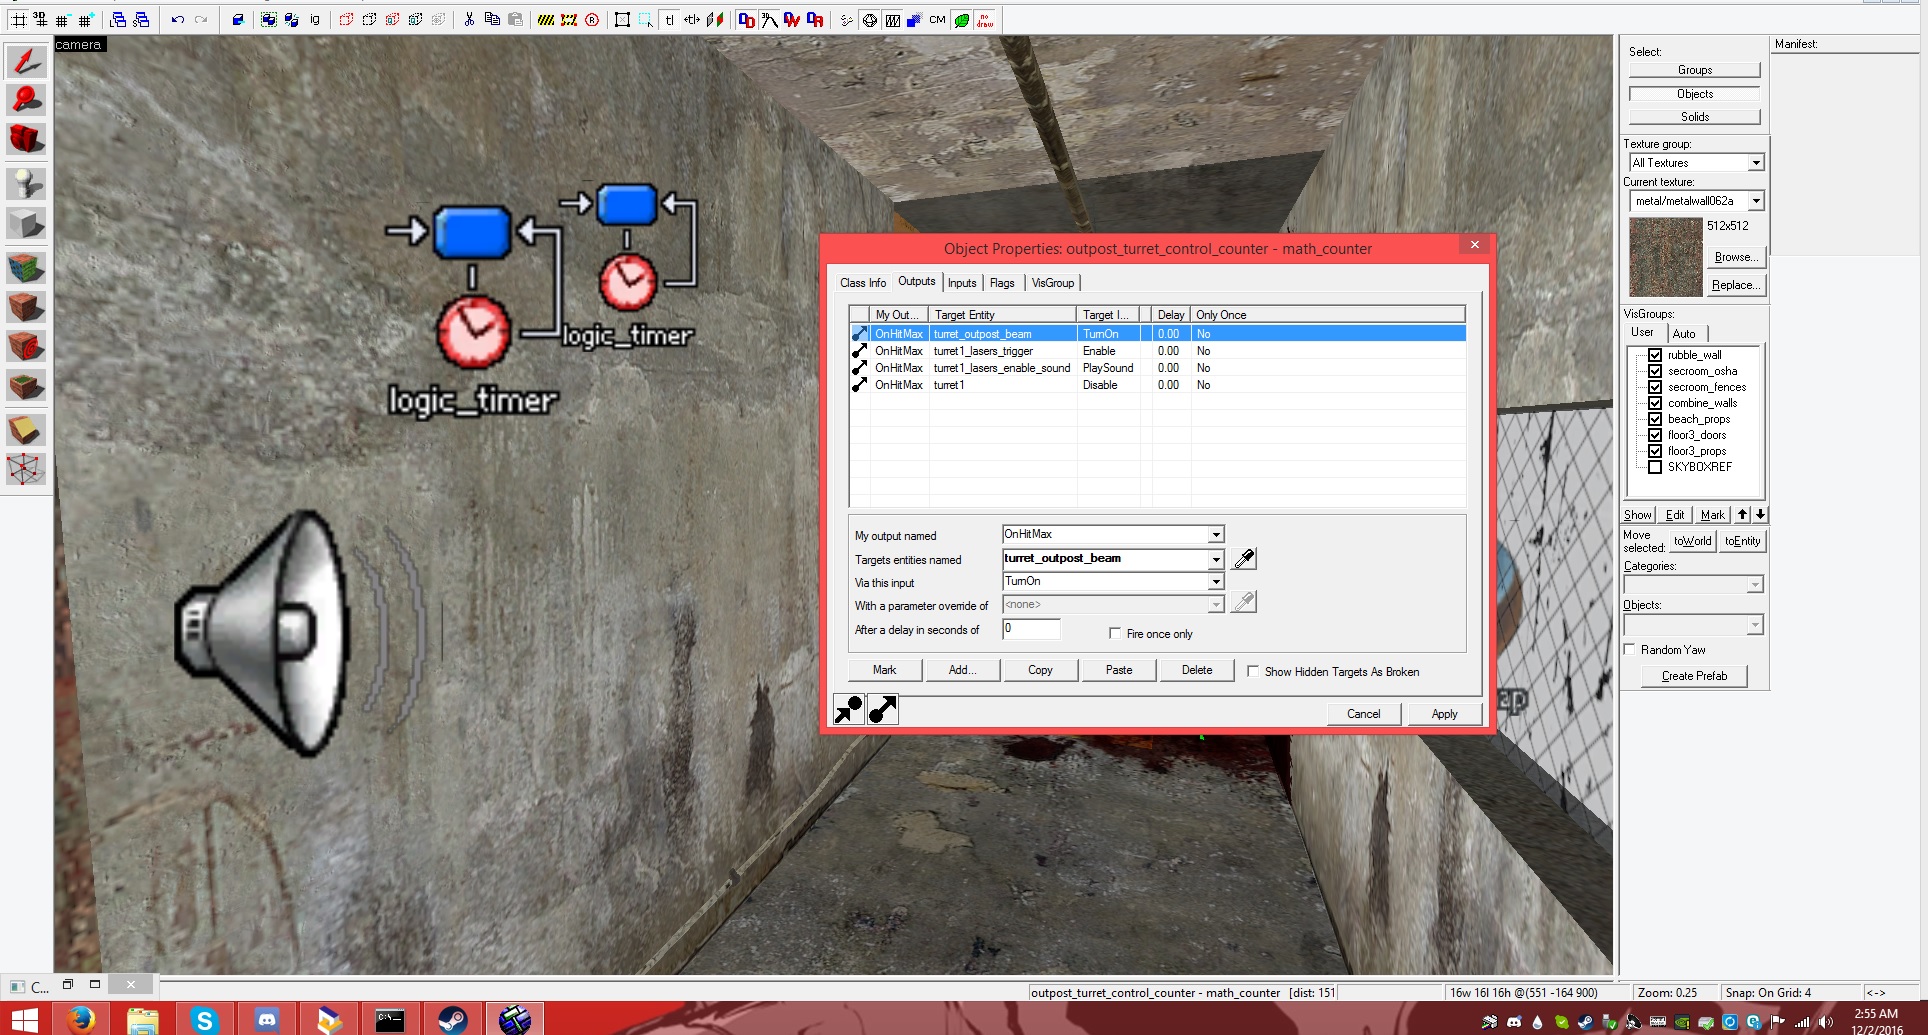 ig
tl
CM
no
draw
camera
Select:
Groups
Objects
Solids
Manifest:
Texture group:
All Textures
Current texture:
metal/metalwall062a
512x512
Browse...
Replace...
VisGroups:
User
Auto
rubble_wall
secroom_osha
secroom_fences
combine_walls
beach_props
floor3_doors
floor3_props
SKYBOXREF
Show
Edit
Mark
Move
selected:
toWorld
toEntity
Categories:
Objects:
Random Yaw
Create Prefab
logic_timer
logic_timer
Object Properties: outpost_turret_control_counter - math_counter
Class Info
Outputs
Inputs
Flags
VisGroup
My Out... Target Entity Target I... Delay Only Once
OnHitMax turret_outpost_beam TurnOn 0.00 No
OnHitMax turret1_lasers_trigger Enable 0.00 No
OnHitMax turret1_lasers_enable_sound PlaySound 0.00 No
OnHitMax turret1 Disable 0.00 No
My output named OnHitMax
Targets entities named turret_outpost_beam
Via this input TurnOn
With a parameter override of <none>
After a delay in seconds of 0
Fire once only
Mark
Add...
Copy
Paste
Delete
Show Hidden Targets As Broken
Cancel
Apply
ap
C...
outpost_turret_control_counter - math_counter [dist: 151
16w 16l 16h @(551 -164 900)
Zoom: 0.25
Snap: On Grid: 4
<->
2:55 AM
12/2/2016